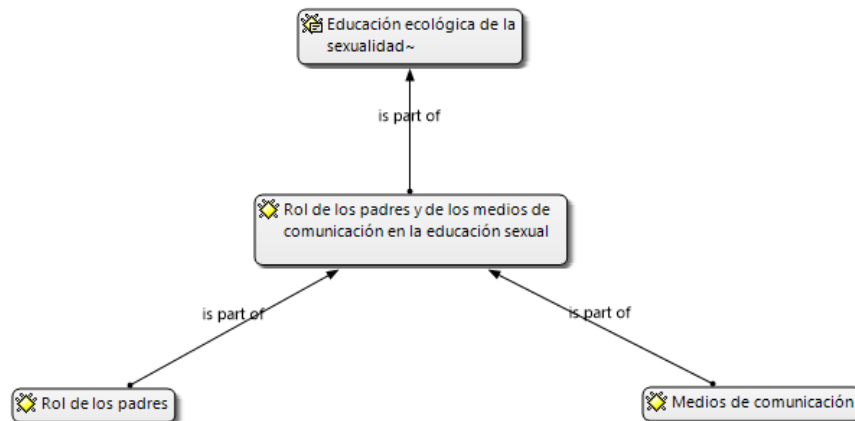 Educación ecológica de la
sexualidad~
is part of
Rol de los padres y de los medios de
comunicación en la educación sexual
is part of
is part of
Rol de los padres
Medios de comunicación